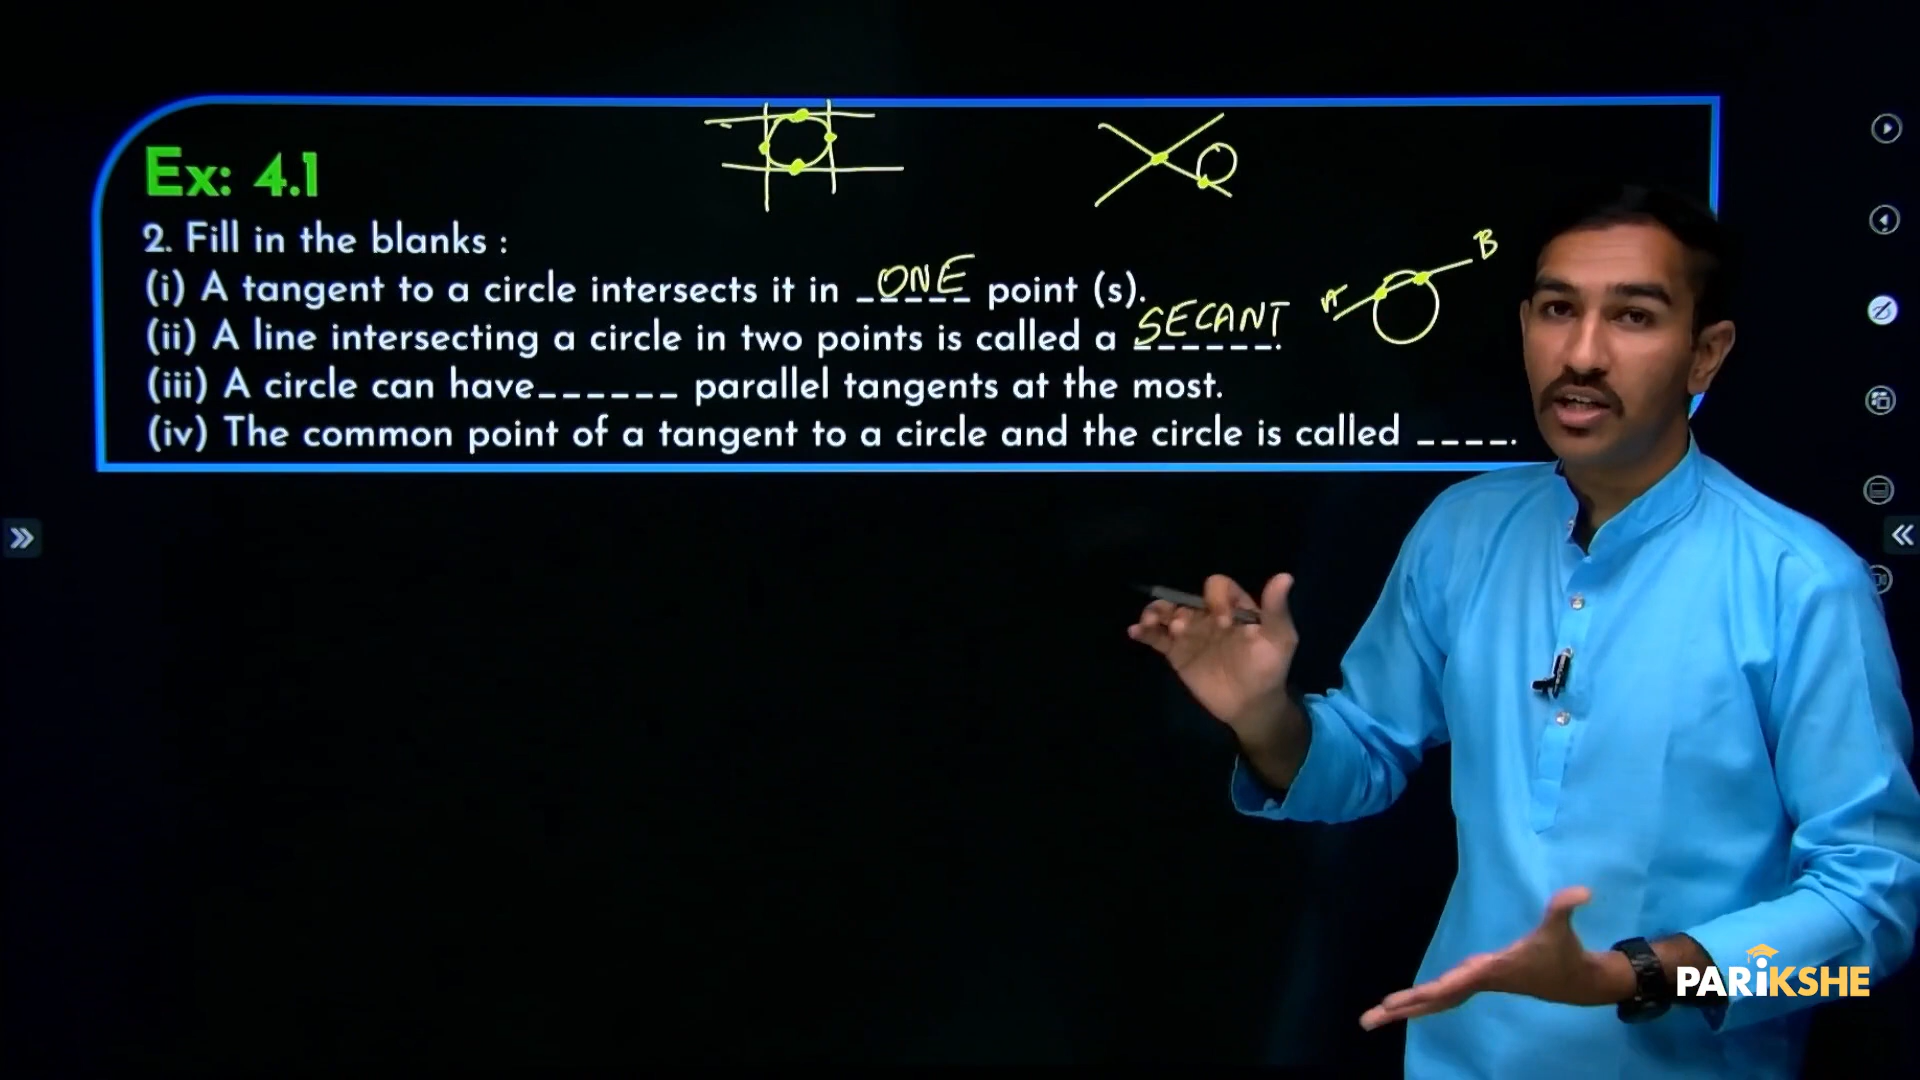 Ex: 4.1
2. Fill in the blanks :
(i) A tangent to a circle intersects it in _ONE_ point (s).
(ii) A line intersecting a circle in two points is called a SECANT.
(iii) A circle can have______ parallel tangents at the most.
(iv) The common point of a tangent to a circle and the circle is called ____.
A
B
PARiKSHE